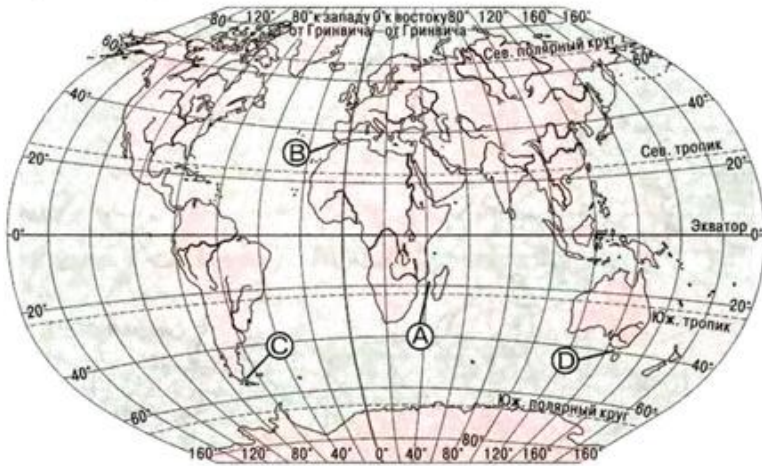 80° 120° 80° к западу 0° к востоку 80° 120° 160°
от Гринвича от Гринвича
60° Сев. полярный круг 60°
40° 40°
B
20° Сев. тропик 20°
Экватор
0° 0°
20° 20°
Юж. тропик
A
C D
40° 40°
60° Юж. полярный круг 60°
80°
160° 120° 80° 40° 0° 40° 80° 120° 160°